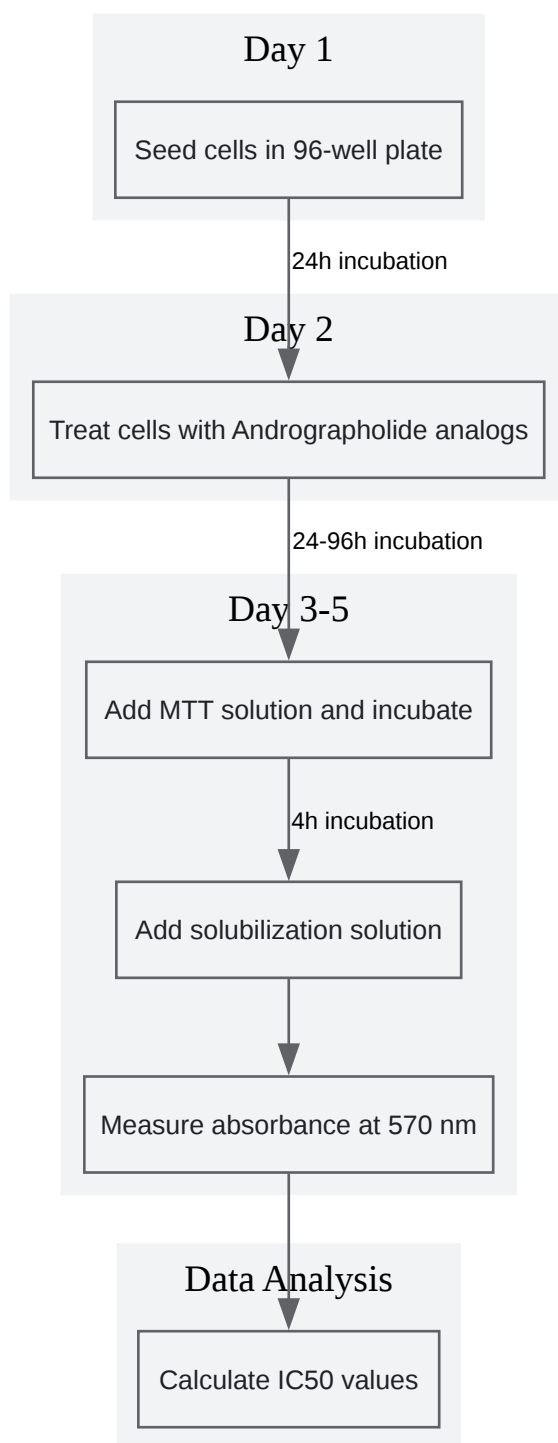 Day 1
Seed cells in 96-well plate
24h incubation
Day 2
Treat cells with Andrographolide analogs
24-96h incubation
Day 3-5
Add MTT solution and incubate
4h incubation
Add solubilization solution
Measure absorbance at 570 nm
Data Analysis
Calculate IC50 values